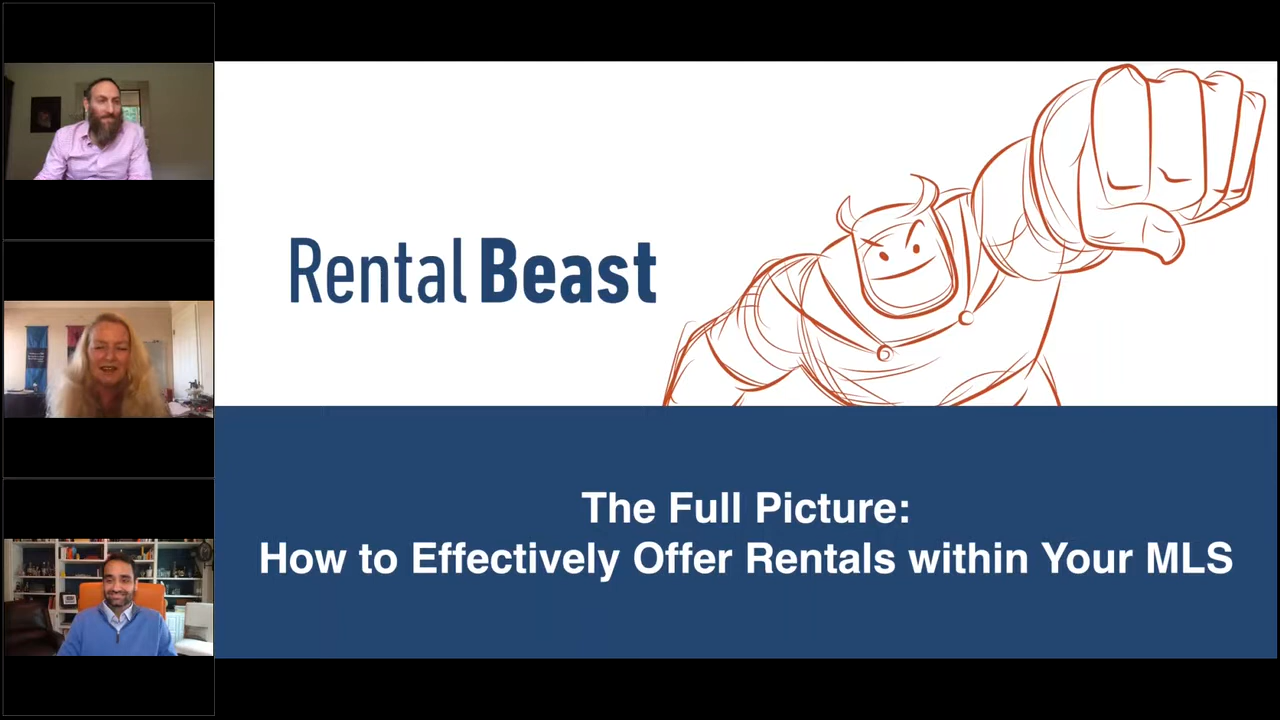 Rental Beast
The Full Picture:
How to Effectively Offer Rentals within Your MLS